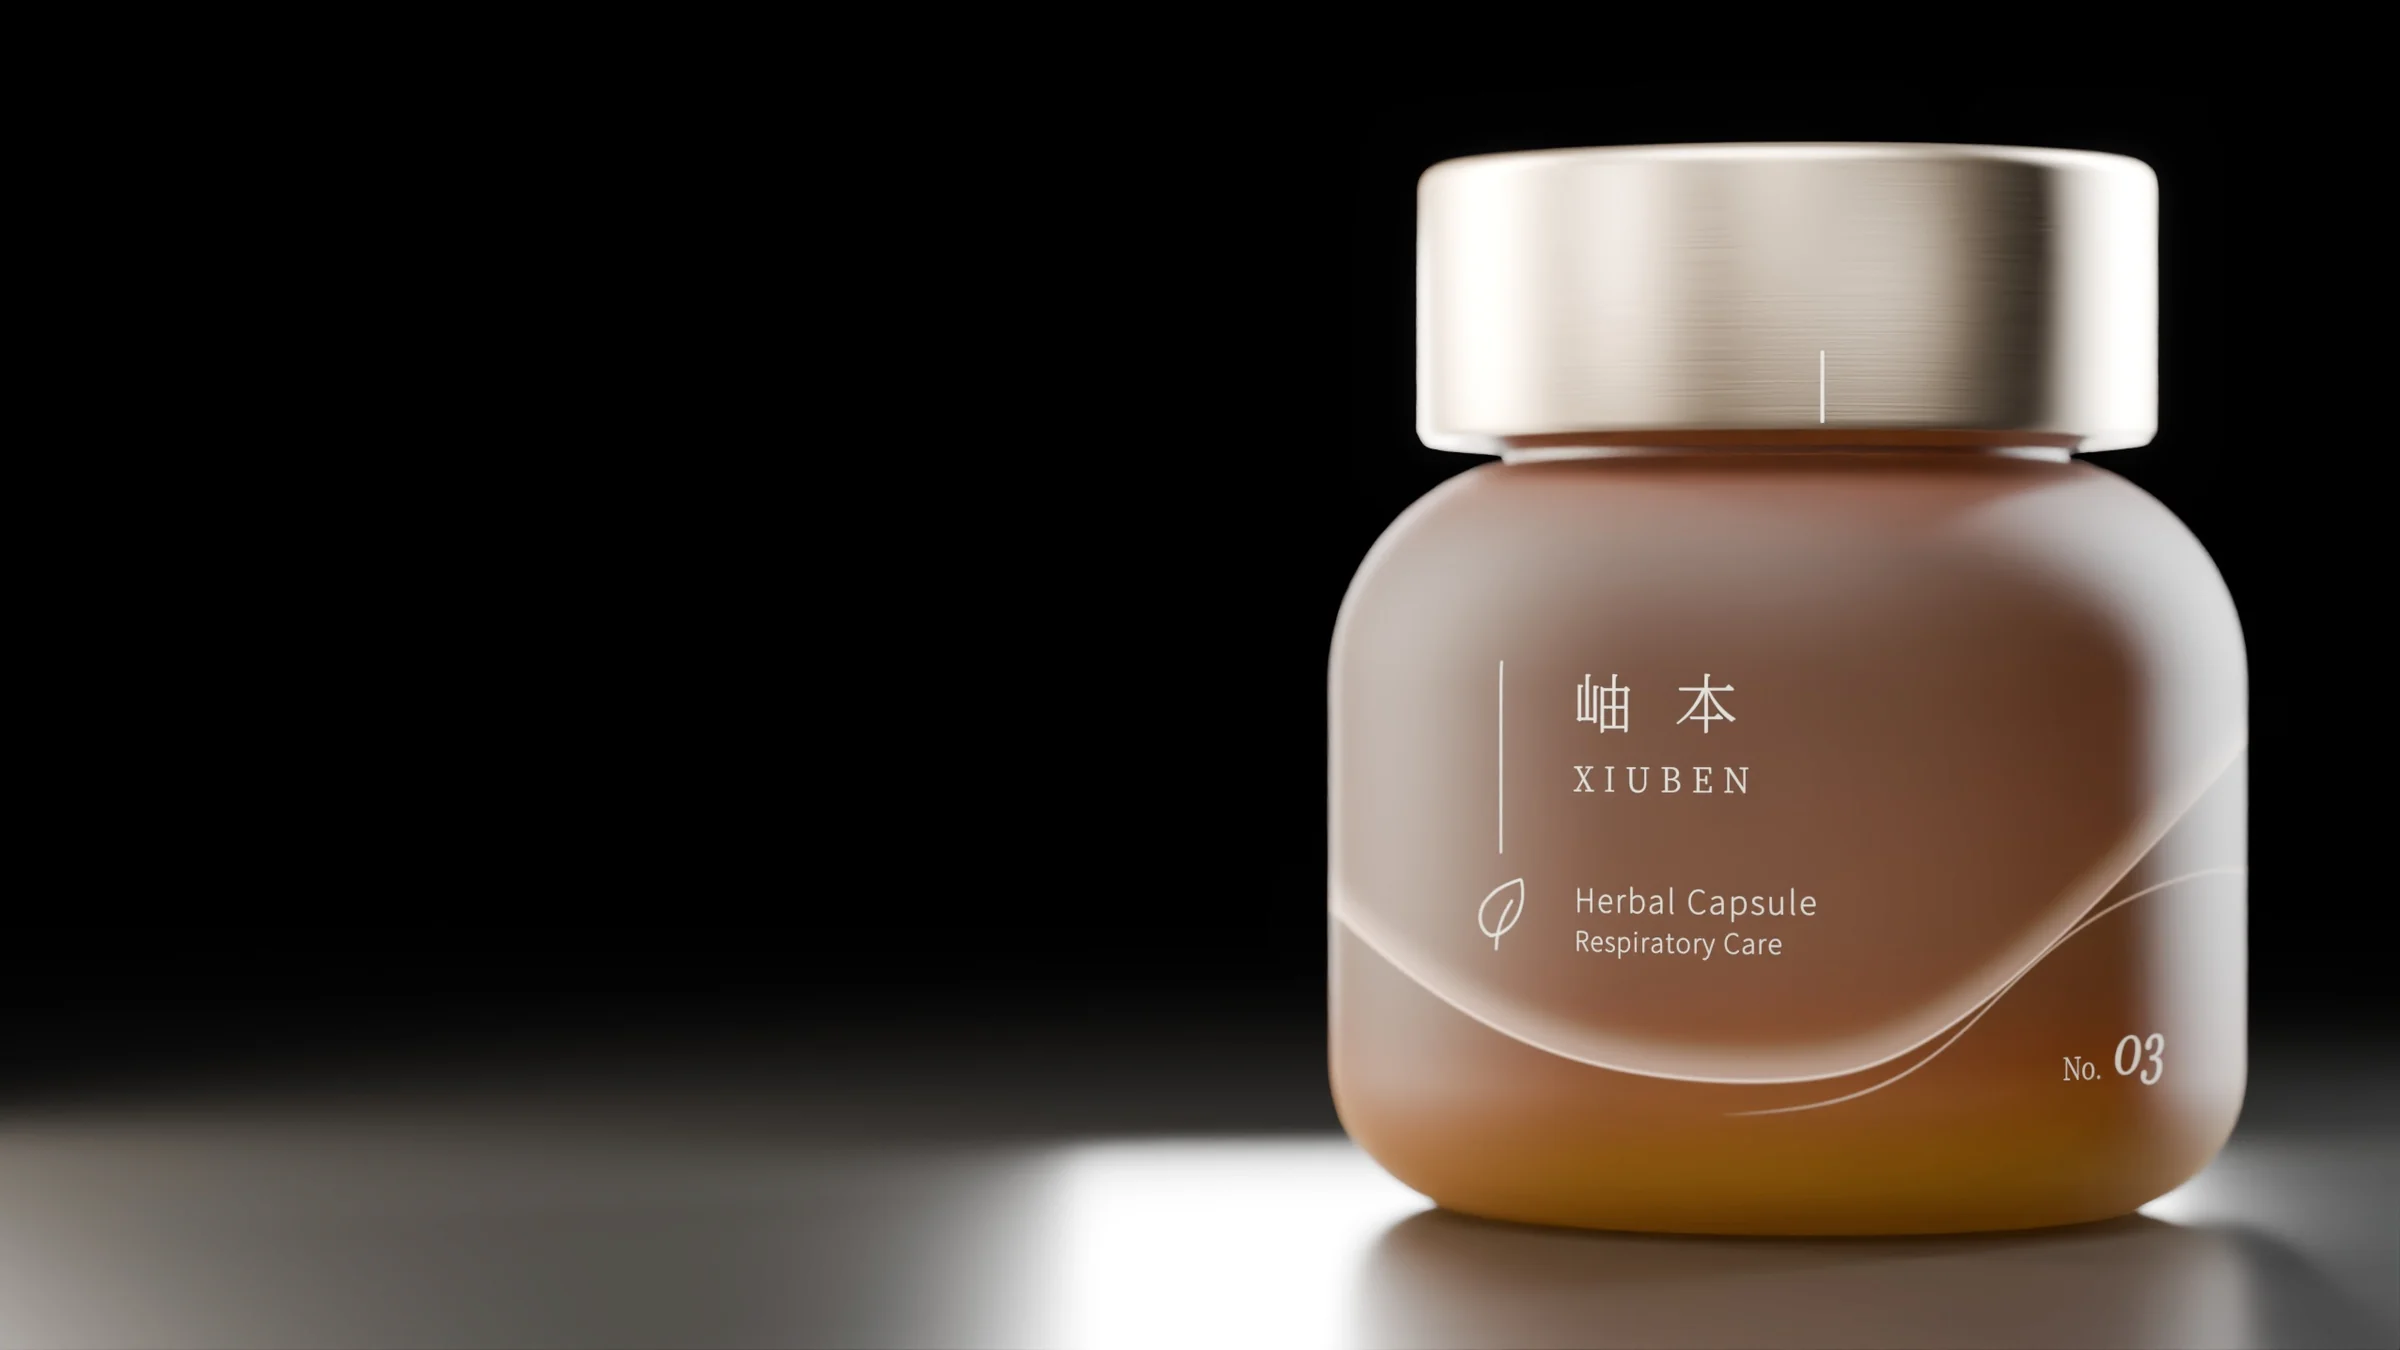 岫本
XIUBEN
Herbal Capsule
Respiratory Care
No. 03